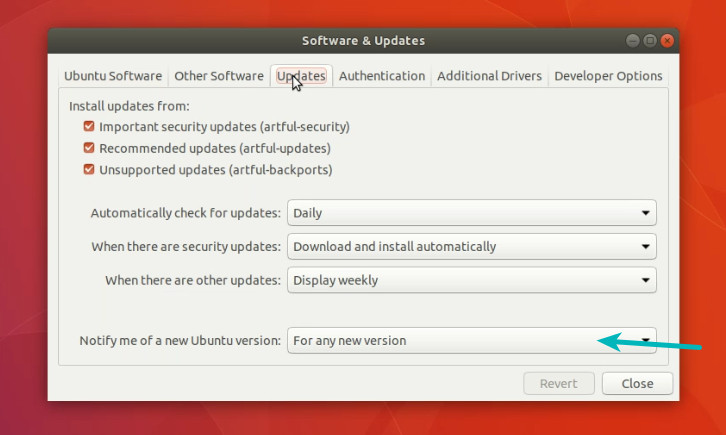 Software & Updates
Ubuntu Software Other Software Updates Authentication Additional Drivers Developer Options
Install updates from:
Important security updates (artful-security)
Recommended updates (artful-updates)
Unsupported updates (artful-backports)
Automatically check for updates: Daily
When there are security updates: Download and install automatically
When there are other updates: Display weekly
Notify me of a new Ubuntu version: For any new version
Revert Close